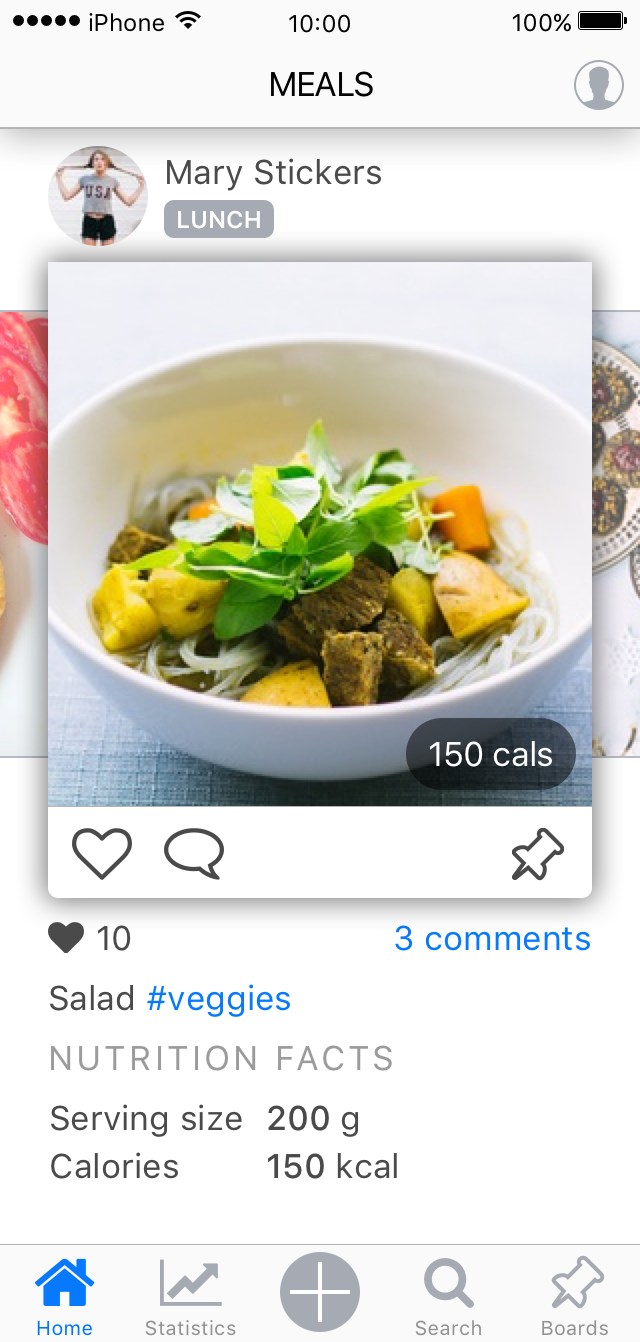 iPhone 10:00 100%
MEALS
Mary Stickers
LUNCH
USA
150 cals
10 3 comments
Salad #veggies
NUTRITION FACTS
Serving size 200 g
Calories 150 kcal
Home Statistics Search Boards